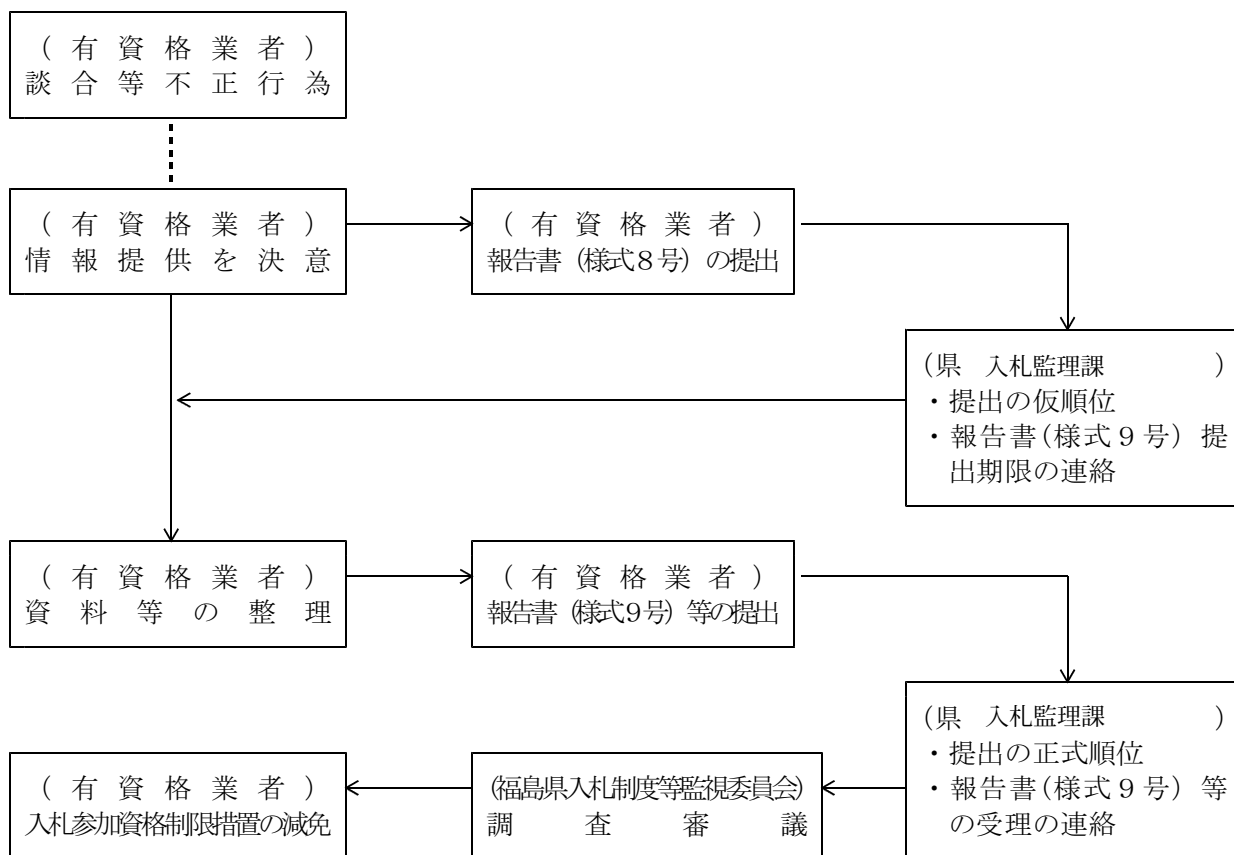 (有資格業者)
談合等不正行為
(有資格業者)
情報提供を決意
(有資格業者)
報告書(様式8号)の提出
(県 入札監理課 )
・提出の仮順位
・報告書(様式9号)提
出期限の連絡
(有資格業者)
資料等の整理
(有資格業者)
報告書(様式9号)等の提出
(県 入札監理課 )
・提出の正式順位
・報告書(様式9号)等
の受理の連絡
(福島県入札制度等監視委員会)
調査審議
(有資格業者)
入札参加資格制限措置の減免